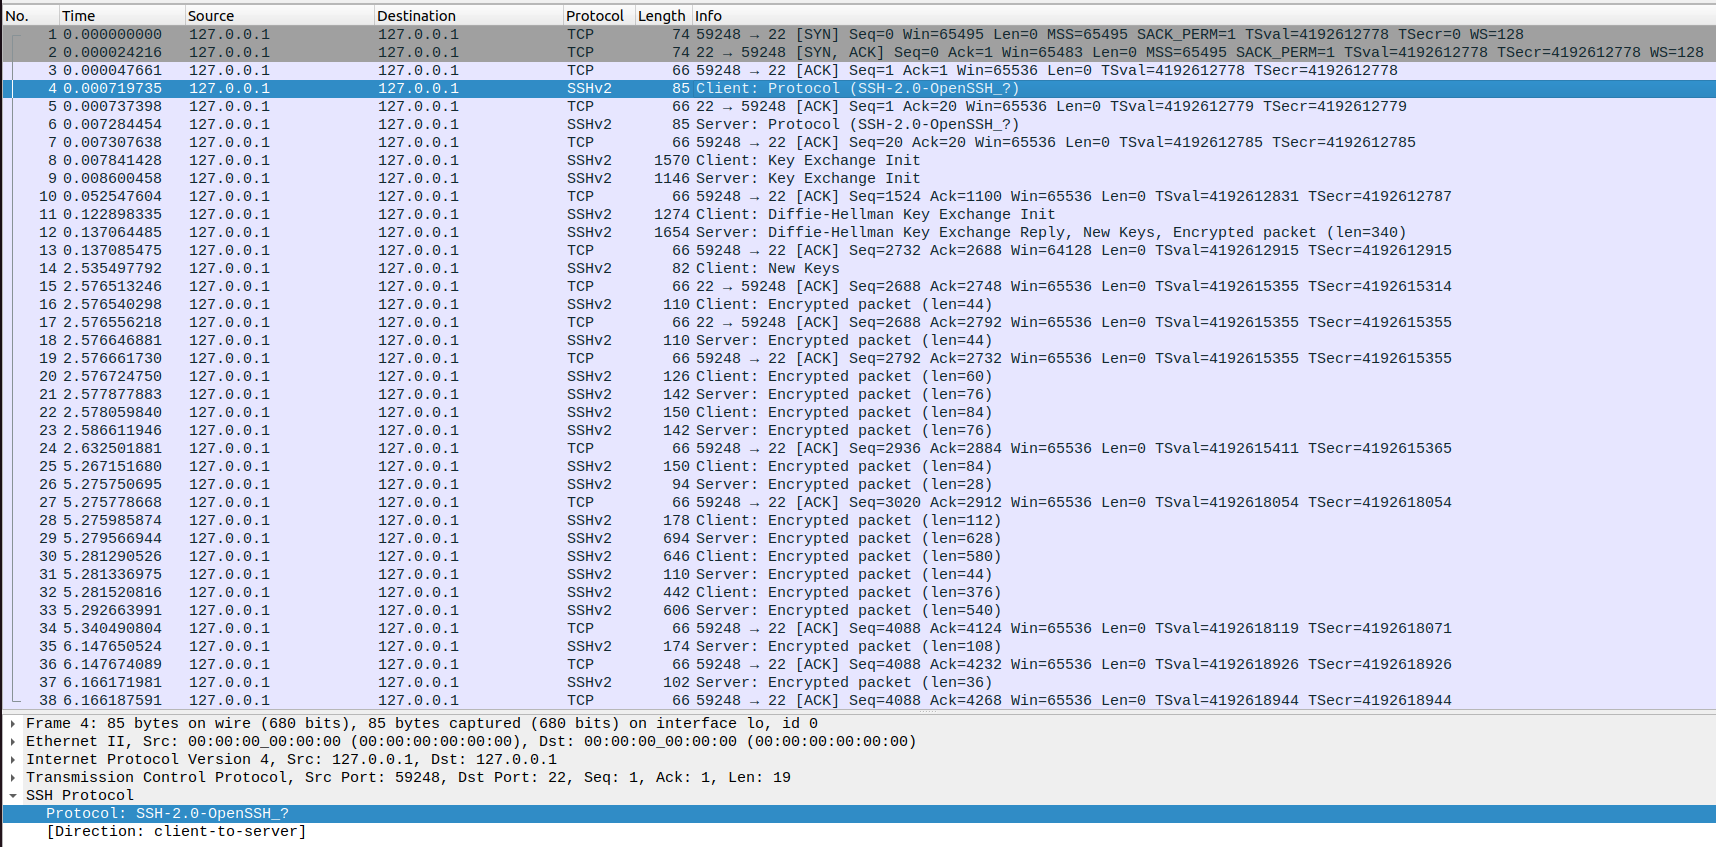 No. Time Source Destination Protocol Length Info
1 0.000000000 127.0.0.1 127.0.0.1 TCP 74 59248 → 22 [SYN] Seq=0 Win=65495 Len=0 MSS=65495 SACK_PERM=1 TSval=4192612778 TSecr=0 WS=128
2 0.000024216 127.0.0.1 127.0.0.1 TCP 74 22 → 59248 [SYN, ACK] Seq=0 Ack=1 Win=65483 Len=0 MSS=65495 SACK_PERM=1 TSval=4192612778 TSecr=4192612778 WS=128
3 0.000047661 127.0.0.1 127.0.0.1 TCP 66 59248 → 22 [ACK] Seq=1 Ack=1 Win=65536 Len=0 TSval=4192612778 TSecr=4192612778
4 0.000719735 127.0.0.1 127.0.0.1 SSHv2 85 Client: Protocol (SSH-2.0-OpenSSH_?)
5 0.000737398 127.0.0.1 127.0.0.1 TCP 66 22 → 59248 [ACK] Seq=1 Ack=20 Win=65536 Len=0 TSval=4192612779 TSecr=4192612779
6 0.007284454 127.0.0.1 127.0.0.1 SSHv2 85 Server: Protocol (SSH-2.0-OpenSSH_?)
7 0.007307638 127.0.0.1 127.0.0.1 TCP 66 59248 → 22 [ACK] Seq=20 Ack=20 Win=65536 Len=0 TSval=4192612785 TSecr=4192612785
8 0.007841428 127.0.0.1 127.0.0.1 SSHv2 1570 Client: Key Exchange Init
9 0.008600458 127.0.0.1 127.0.0.1 SSHv2 1146 Server: Key Exchange Init
10 0.052547604 127.0.0.1 127.0.0.1 TCP 66 59248 → 22 [ACK] Seq=1524 Ack=1100 Win=65536 Len=0 TSval=4192612831 TSecr=4192612787
11 0.122898335 127.0.0.1 127.0.0.1 SSHv2 1274 Client: Diffie-Hellman Key Exchange Init
12 0.137064485 127.0.0.1 127.0.0.1 SSHv2 1654 Server: Diffie-Hellman Key Exchange Reply, New Keys, Encrypted packet (len=340)
13 0.137085475 127.0.0.1 127.0.0.1 TCP 66 59248 → 22 [ACK] Seq=2732 Ack=2688 Win=64128 Len=0 TSval=4192612915 TSecr=4192612915
14 2.535497792 127.0.0.1 127.0.0.1 SSHv2 82 Client: New Keys
15 2.576513246 127.0.0.1 127.0.0.1 TCP 66 22 → 59248 [ACK] Seq=2688 Ack=2748 Win=65536 Len=0 TSval=4192615355 TSecr=4192615314
16 2.576540298 127.0.0.1 127.0.0.1 SSHv2 110 Client: Encrypted packet (len=44)
17 2.576556218 127.0.0.1 127.0.0.1 TCP 66 22 → 59248 [ACK] Seq=2688 Ack=2792 Win=65536 Len=0 TSval=4192615355 TSecr=4192615355
18 2.576646881 127.0.0.1 127.0.0.1 SSHv2 110 Server: Encrypted packet (len=44)
19 2.576661730 127.0.0.1 127.0.0.1 TCP 66 59248 → 22 [ACK] Seq=2792 Ack=2732 Win=65536 Len=0 TSval=4192615355 TSecr=4192615355
20 2.576724750 127.0.0.1 127.0.0.1 SSHv2 126 Client: Encrypted packet (len=60)
21 2.577877883 127.0.0.1 127.0.0.1 SSHv2 142 Server: Encrypted packet (len=76)
22 2.578059840 127.0.0.1 127.0.0.1 SSHv2 150 Client: Encrypted packet (len=84)
23 2.586611946 127.0.0.1 127.0.0.1 SSHv2 142 Server: Encrypted packet (len=76)
24 2.632501881 127.0.0.1 127.0.0.1 TCP 66 59248 → 22 [ACK] Seq=2936 Ack=2884 Win=65536 Len=0 TSval=4192615411 TSecr=4192615365
25 5.267151680 127.0.0.1 127.0.0.1 SSHv2 150 Client: Encrypted packet (len=84)
26 5.275750695 127.0.0.1 127.0.0.1 SSHv2 94 Server: Encrypted packet (len=28)
27 5.275778668 127.0.0.1 127.0.0.1 TCP 66 59248 → 22 [ACK] Seq=3020 Ack=2912 Win=65536 Len=0 TSval=4192618054 TSecr=4192618054
28 5.275985874 127.0.0.1 127.0.0.1 SSHv2 178 Client: Encrypted packet (len=112)
29 5.279566944 127.0.0.1 127.0.0.1 SSHv2 694 Server: Encrypted packet (len=628)
30 5.281290526 127.0.0.1 127.0.0.1 SSHv2 646 Client: Encrypted packet (len=580)
31 5.281336975 127.0.0.1 127.0.0.1 SSHv2 110 Server: Encrypted packet (len=44)
32 5.281520816 127.0.0.1 127.0.0.1 SSHv2 442 Client: Encrypted packet (len=376)
33 5.292663991 127.0.0.1 127.0.0.1 SSHv2 606 Server: Encrypted packet (len=540)
34 5.340490804 127.0.0.1 127.0.0.1 TCP 66 59248 → 22 [ACK] Seq=4088 Ack=4124 Win=65536 Len=0 TSval=4192618119 TSecr=4192618071
35 6.147650524 127.0.0.1 127.0.0.1 SSHv2 174 Server: Encrypted packet (len=108)
36 6.147674089 127.0.0.1 127.0.0.1 TCP 66 59248 → 22 [ACK] Seq=4088 Ack=4232 Win=65536 Len=0 TSval=4192618926 TSecr=4192618926
37 6.166171981 127.0.0.1 127.0.0.1 SSHv2 102 Server: Encrypted packet (len=36)
38 6.166187591 127.0.0.1 127.0.0.1 TCP 66 59248 → 22 [ACK] Seq=4088 Ack=4268 Win=65536 Len=0 TSval=4192618944 TSecr=4192618944
Frame 4: 85 bytes on wire (680 bits), 85 bytes captured (680 bits) on interface lo, id 0
Ethernet II, Src: 00:00:00_00:00:00 (00:00:00:00:00:00), Dst: 00:00:00_00:00:00 (00:00:00:00:00:00)
Internet Protocol Version 4, Src: 127.0.0.1, Dst: 127.0.0.1
Transmission Control Protocol, Src Port: 59248, Dst Port: 22, Seq: 1, Ack: 1, Len: 19
SSH Protocol
Protocol: SSH-2.0-OpenSSH_?
[Direction: client-to-server]